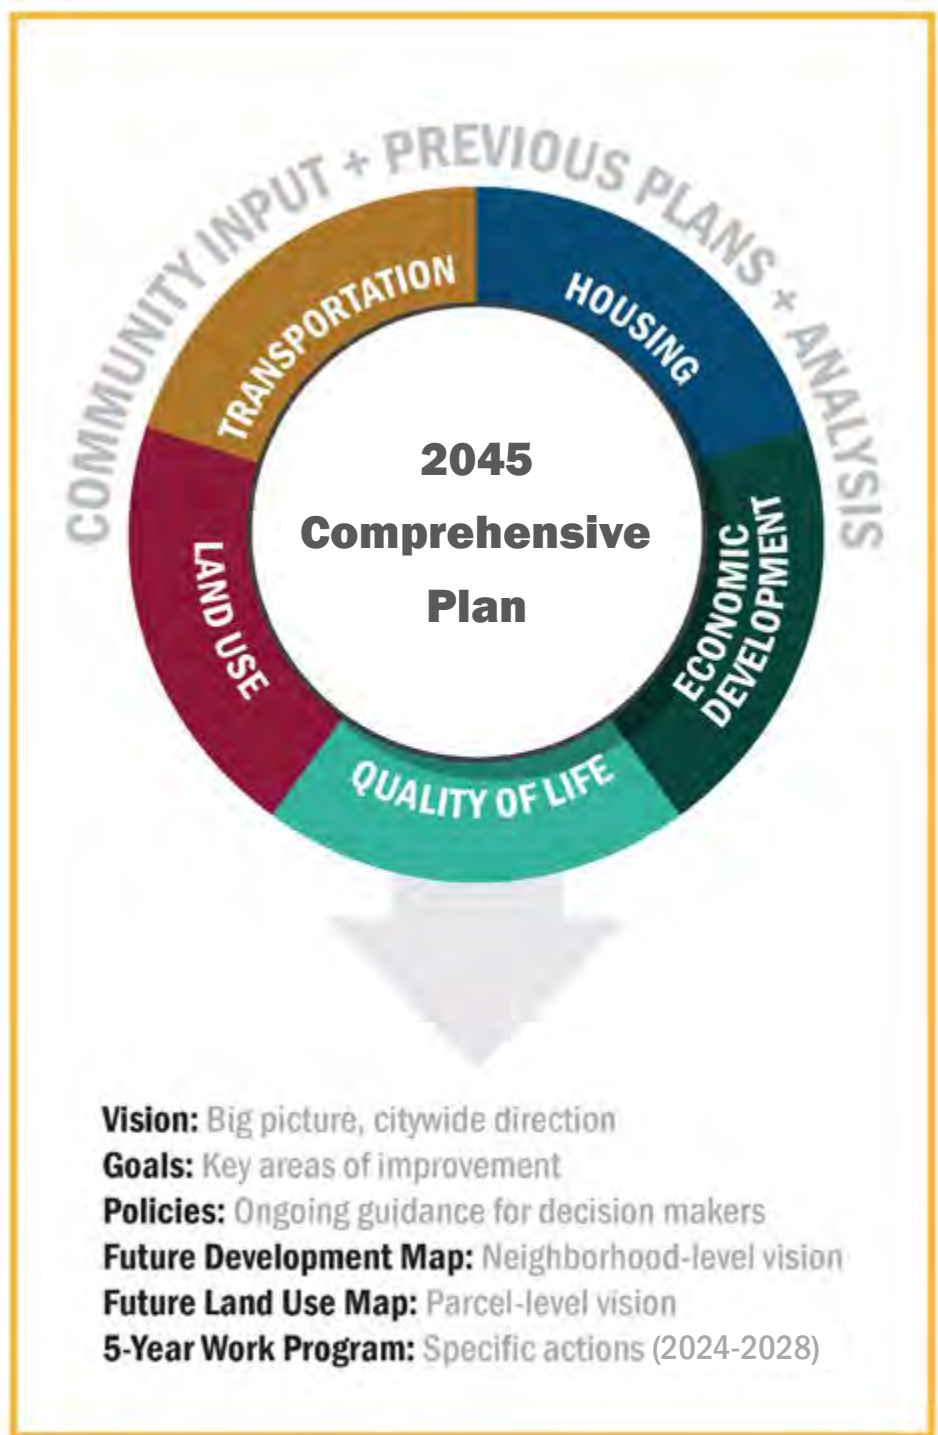 COMMUNITY INPUT + PREVIOUS PLANS + ANALYSIS
TRANSPORTATION
HOUSING
2045
Comprehensive
Plan
LAND USE
ECONOMIC
DEVELOPMENT
QUALITY OF LIFE
Vision: Big picture, citywide direction
Goals: Key areas of improvement
Policies: Ongoing guidance for decision makers
Future Development Map: Neighborhood-level vision
Future Land Use Map: Parcel-level vision
5-Year Work Program: Specific actions (2024-2028)